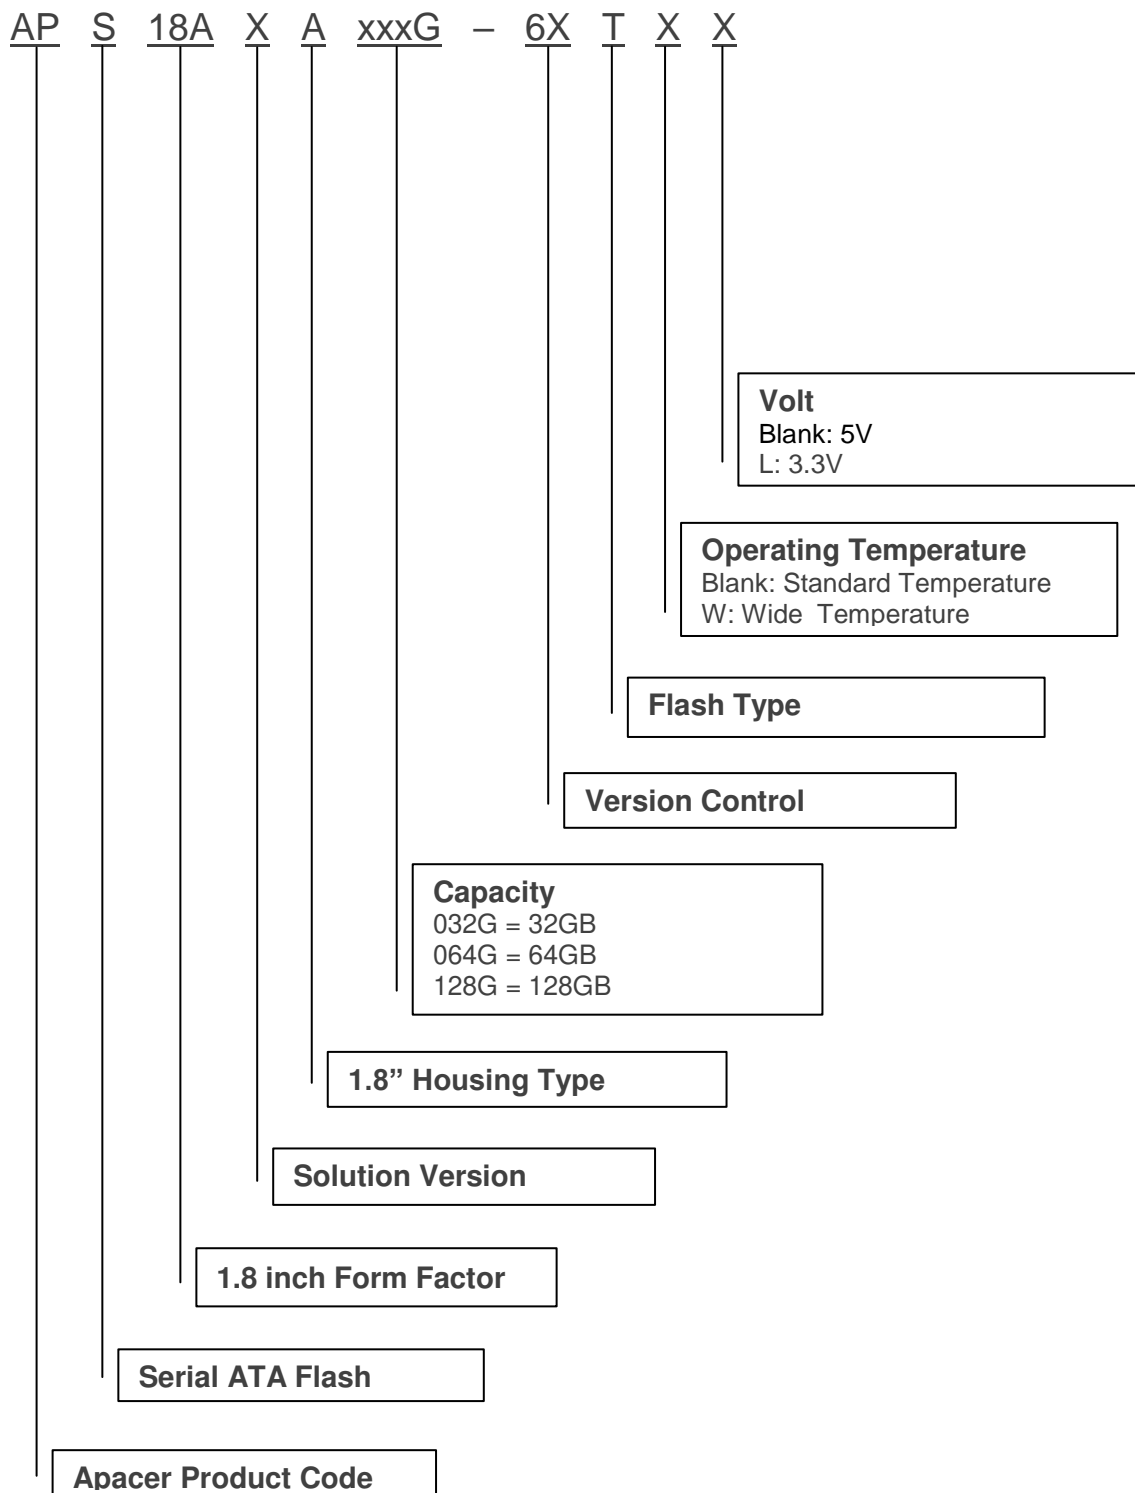 AP S 18A X A xxxG – 6X T X X
Volt
Blank: 5V
L: 3.3V
Operating Temperature
Blank: Standard Temperature
W: Wide Temperature
Flash Type
Version Control
Capacity
032G = 32GB
064G = 64GB
128G = 128GB
1.8” Housing Type
Solution Version
1.8 inch Form Factor
Serial ATA Flash
Apacer Product Code